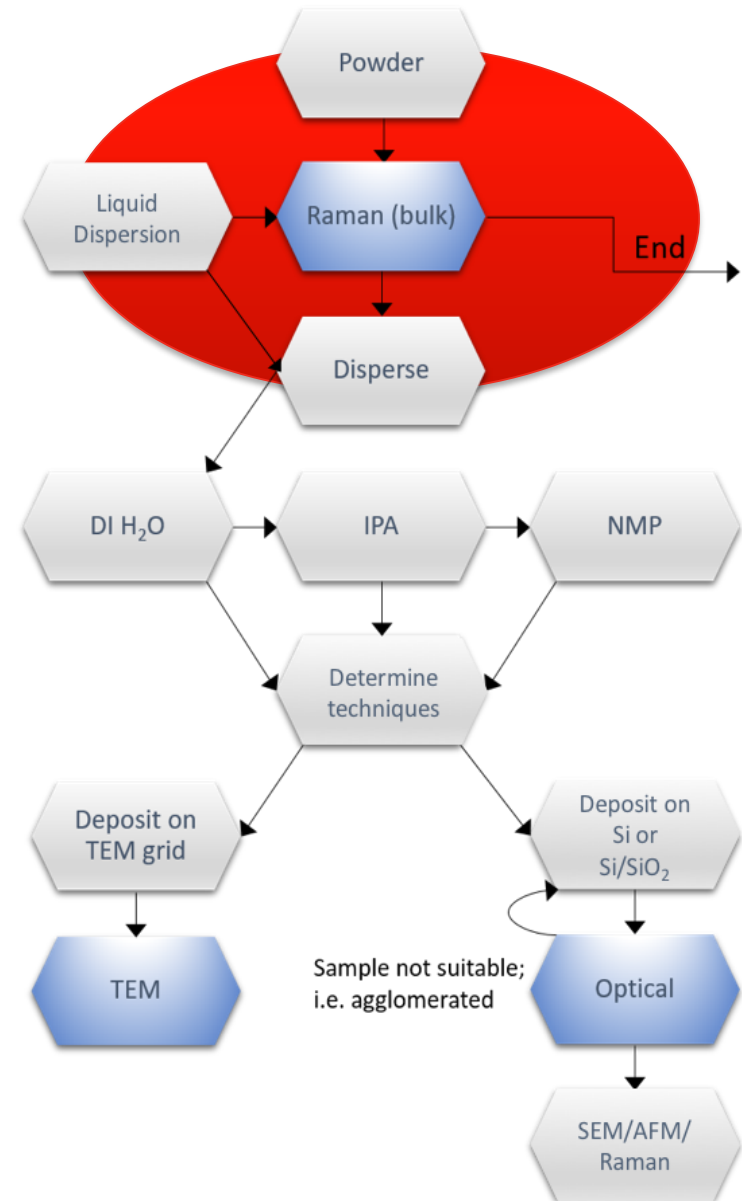 Powder
Liquid
Dispersion
Raman (bulk)
End
Disperse
DI H₂O
IPA
NMP
Determine
techniques
Deposit on
TEM grid
Deposit on
Si or
Si/SiO₂
TEM
Sample not suitable;
i.e. agglomerated
Optical
SEM/AFM/
Raman